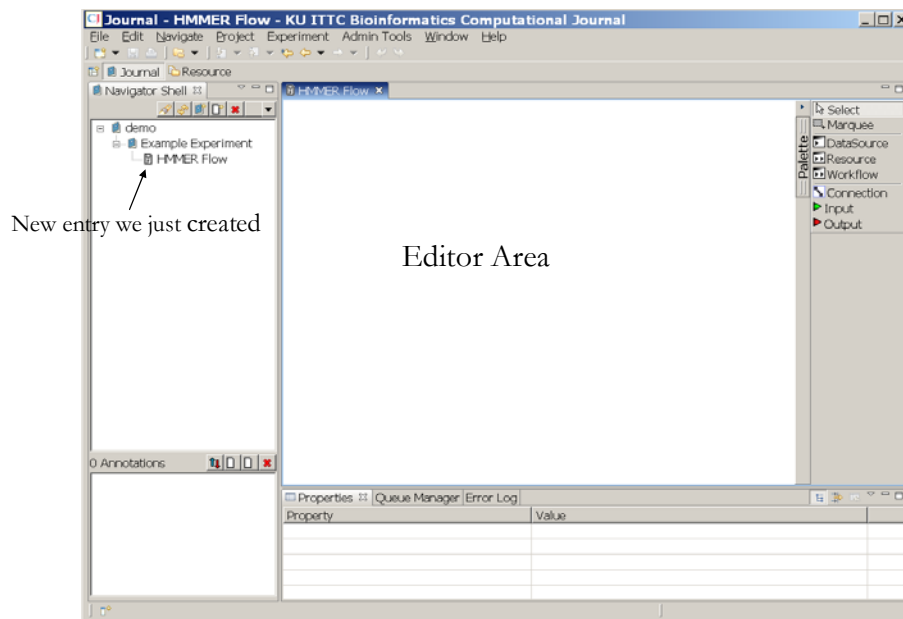 CI Journal - HMMER Flow - KU ITTC Bioinformatics Computational Journal
File Edit Navigate Project Experiment Admin Tools Window Help
Journal Resource
Navigator Shell
HMMER Flow
demo
Example Experiment
HMMER Flow
New entry we just created
Editor Area
Palette
Select
Marquee
DataSource
Resource
Workflow
Connection
Input
Output
0 Annotations
Properties Queue Manager Error Log
Property Value